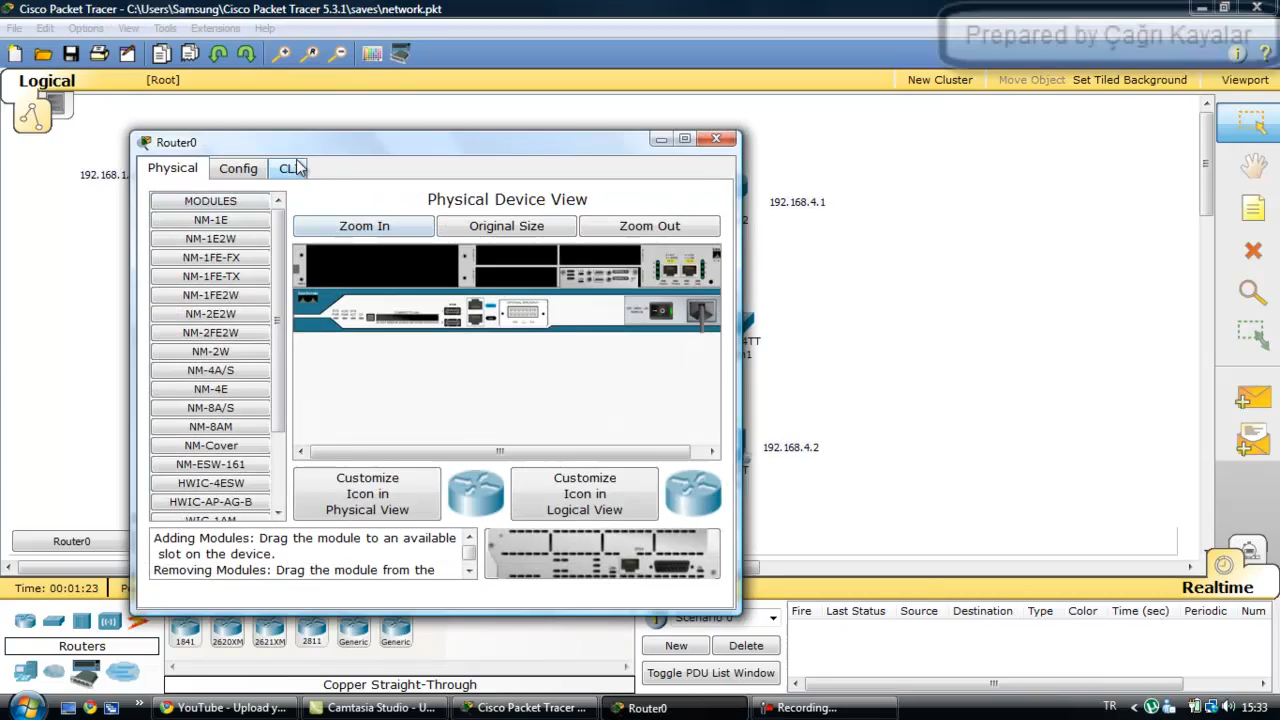 Cisco Packet Tracer - C:\Users\Samsung\Cisco Packet Tracer 5.3.1\saves\network.pkt
File Edit Options View Tools Extensions Help
Prepared by Çağrı Kayalar
Logical
[Root]
New Cluster
Move Object
Set Tiled Background
Viewport
Router0
Physical
Config
CLI
192.168.1.
192.168.4.1
MODULES
NM-1E
NM-1E2W
NM-1FE-FX
NM-1FE-TX
NM-1FE2W
NM-2E2W
NM-2FE2W
NM-2W
NM-4A/S
NM-4E
NM-8A/S
NM-8AM
NM-Cover
NM-ESW-161
HWIC-4ESW
HWIC-AP-AG-B
WIC-1AM
Physical Device View
Zoom In
Original Size
Zoom Out
Customize
Icon in
Physical View
Customize
Icon in
Logical View
Adding Modules: Drag the module to an available
slot on the device.
Removing Modules: Drag the module from the
4TT
192.168.4.2
Router0
Time: 00:01:23
Realtime
Routers
1841
2620XM
2621XM
2811
Generic
Generic
Copper Straight-Through
Scenario 0
New
Delete
Toggle PDU List Window
Fire Last Status Source Destination Type Color Time (sec) Periodic Num
YouTube - Upload y...
Camtasia Studio - U...
Cisco Packet Tracer ...
Router0
Recording...
TR
15:33